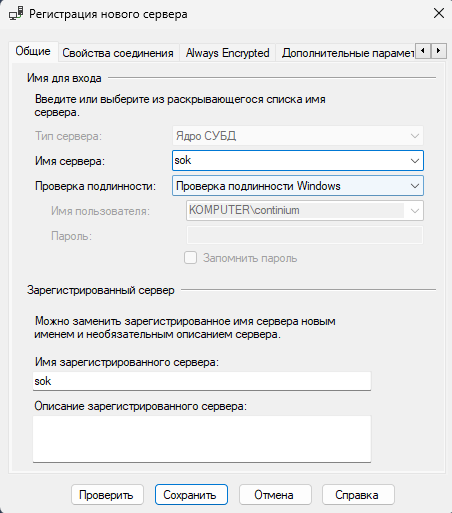 Регистрация нового сервера
Общие Свойства соединения Always Encrypted Дополнительные парамет
Имя для входа
Введите или выберите из раскрывающегося списка имя
сервера.
Тип сервера: Ядро СУБД
Имя сервера: sok
Проверка подлинности: Проверка подлинности Windows
Имя пользователя: KOMPUTER\continium
Пароль:
Запомнить пароль
Зарегистрированный сервер
Можно заменить зарегистрированное имя сервера новым
именем и необязательным описанием сервера.
Имя зарегистрированного сервера:
sok
Описание зарегистрированного сервера:
Проверить Сохранить Отмена Справка